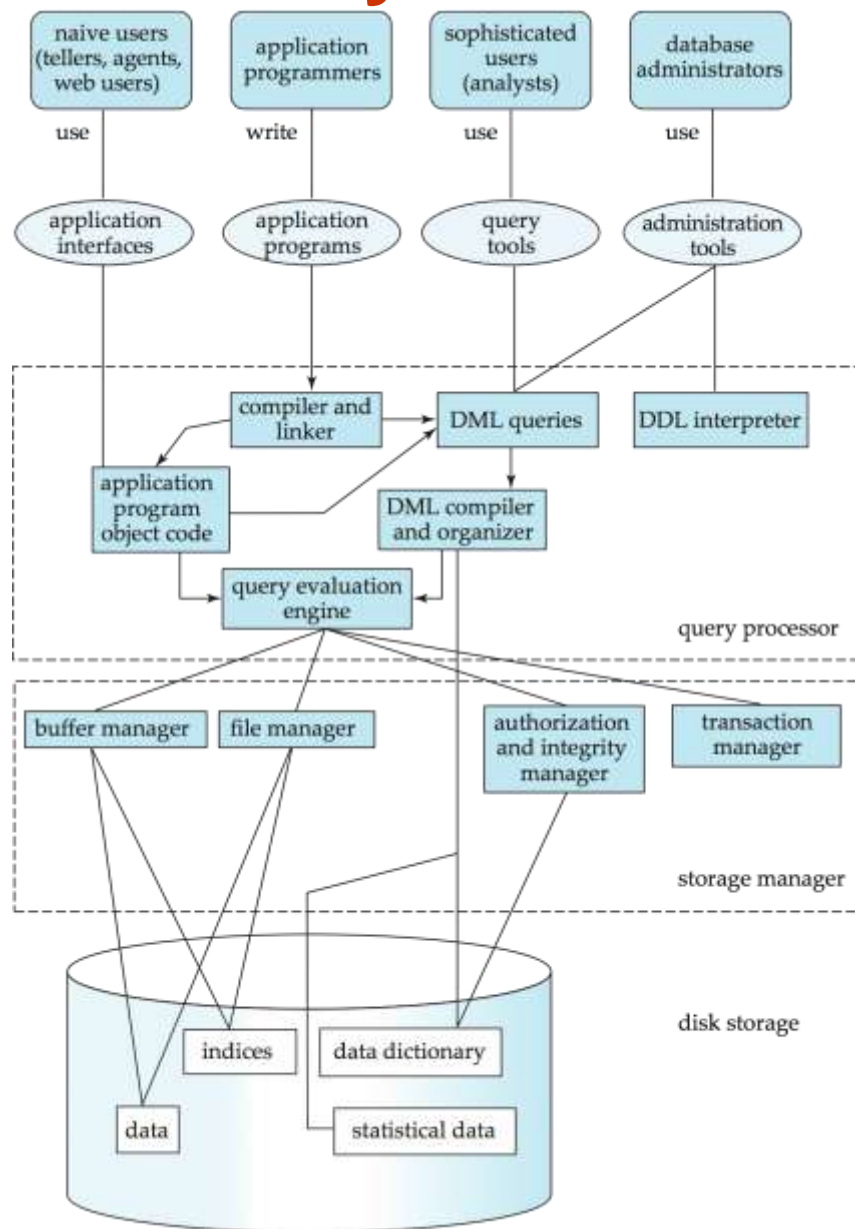 naive users
(tellers, agents,
web users)
application
programmers
sophisticated
users
(analysts)
database
administrators
use
write
use
use
application
interfaces
application
programs
query
tools
administration
tools
compiler and
linker
DML queries
DDL interpreter
application
program
object code
DML compiler
and organizer
query evaluation
engine
query processor
buffer manager
file manager
authorization
and integrity
manager
transaction
manager
storage manager
disk storage
indices
data dictionary
data
statistical data